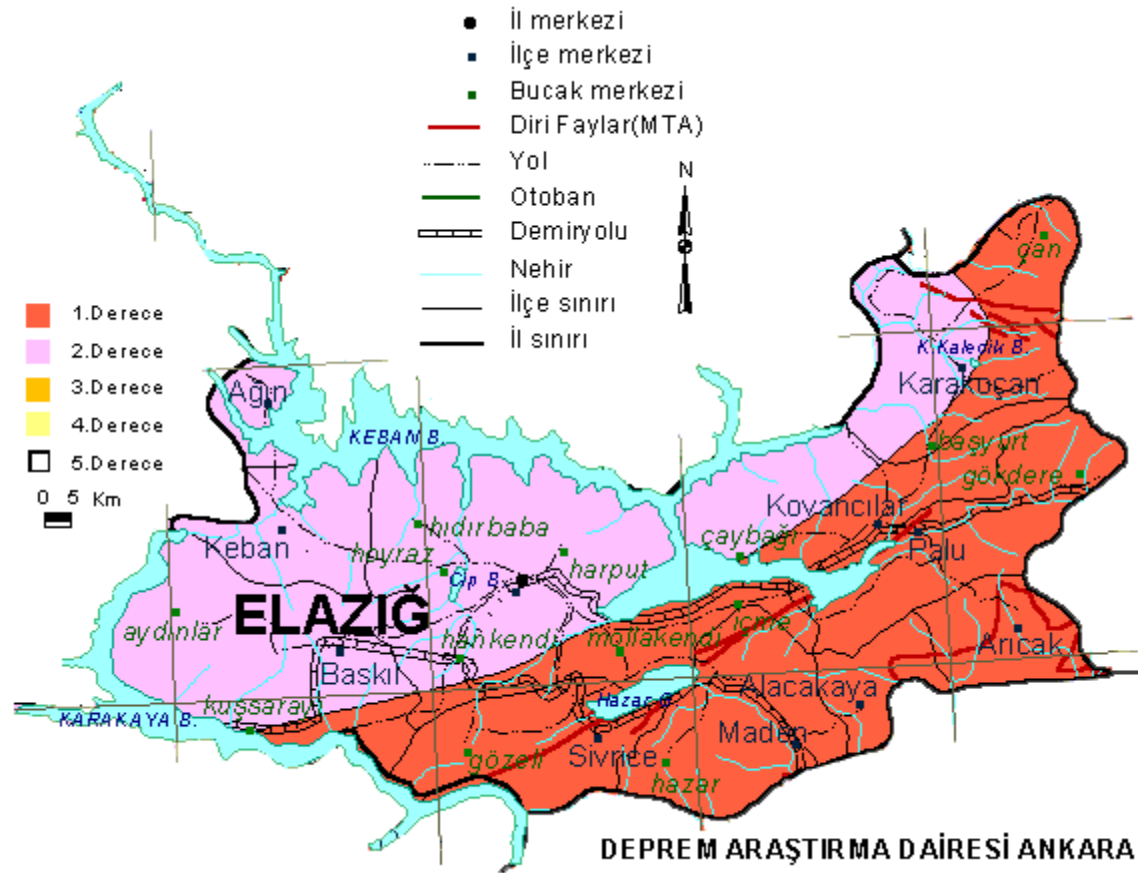 İl merkezi
İlçe merkezi
Bucak merkezi
Diri Faylar(MTA)
Yol
Otoban
Demiryolu
Nehir
İlçe sınırı
İl sınırı
N
1.Derece
2.Derece
3.Derece
4.Derece
5.Derece
0 5 Km
çan
K.Kalecik B.
Karakoçan
Ağın
KEBAN B.
başyurt
gökdere
Kovancılar
Palu
hıdırbaba
Keban
çaybağı
hoyraz
Cip B.
harput
ELAZIĞ
içme
aydınlar
hankendi
mollakendi
Arıcak
Baskil
Alacakaya
Hazar G.
kuşsarayı
KARAKAYA B.
Maden
gözeli
Sivrice
hazar
DEPREM ARAŞTIRMA DAİRESİ ANKARA